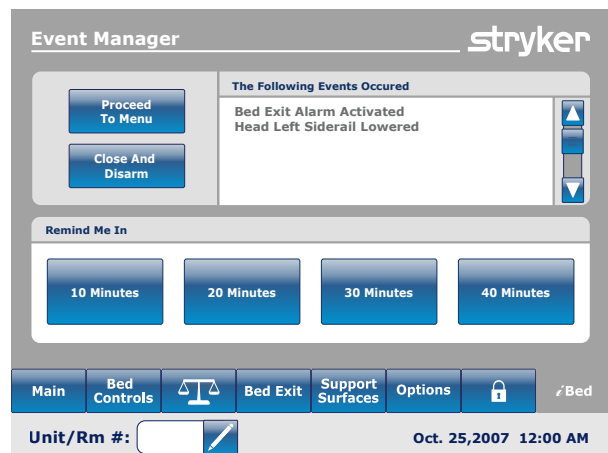 Event Manager
stryker
Proceed
To Menu
Close And
Disarm
The Following Events Occured
Bed Exit Alarm Activated
Head Left Siderail Lowered
Remind Me In
10 Minutes
20 Minutes
30 Minutes
40 Minutes
Main
Bed
Controls
Bed Exit
Support
Surfaces
Options
iBed
Unit/Rm #:
Oct. 25,2007 12:00 AM